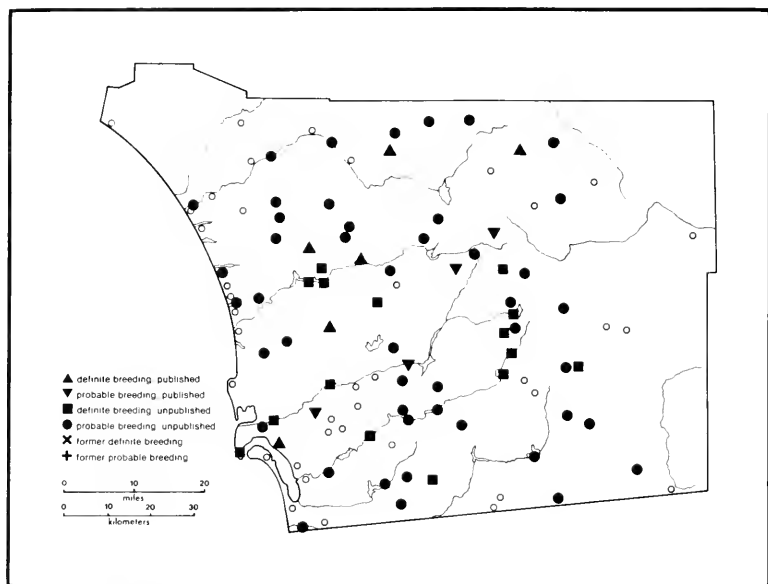 definite breeding, published
probable breeding, published
definite breeding, unpublished
probable breeding, unpublished
former definite breeding
former probable breeding
0 10 20
miles
0 10 20 30
kilometers